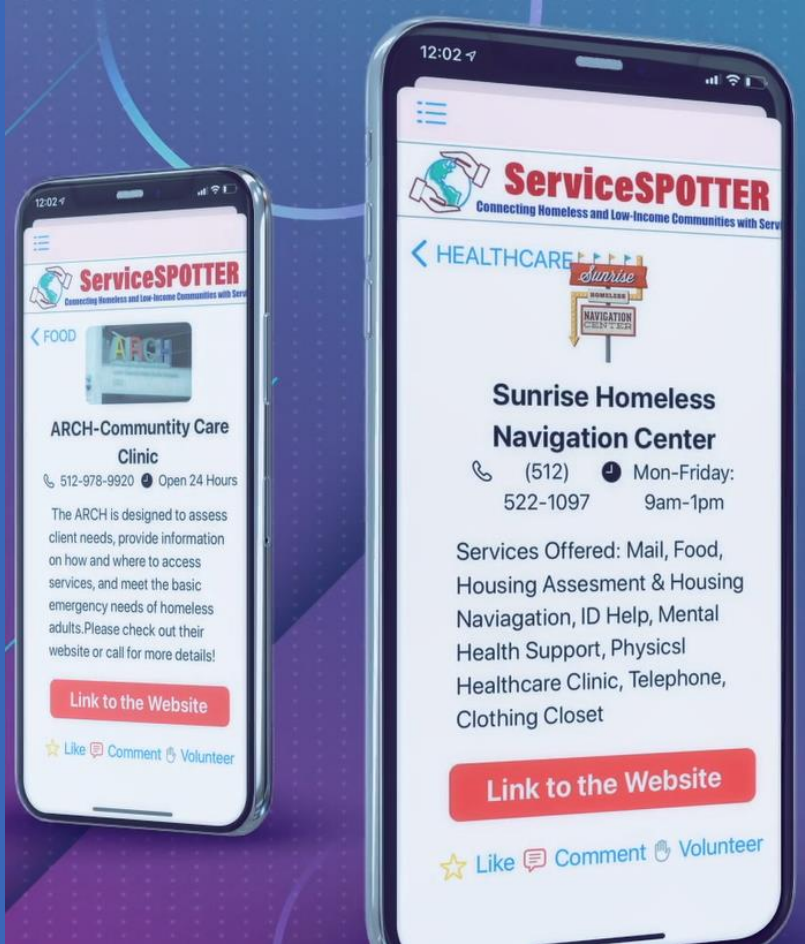 12:02
ServiceSPOTTER
Connecting Homeless and Low-Income Communities with Serv
FOOD
ARCH
ARCH-Communtity Care
Clinic
512-978-9920 Open 24 Hours
The ARCH is designed to assess
client needs, provide information
on how and where to access
services, and meet the basic
emergency needs of homeless
adults.Please check out their
website or call for more details!
Link to the Website
Like Comment Volunteer
12:02
ServiceSPOTTER
Connecting Homeless and Low-Income Communities with Servi
HEALTHCARE
Sunrise
HOMELESS
NAVIGATION
CENTER
Sunrise Homeless
Navigation Center
(512) Mon-Friday:
522-1097 9am-1pm
Services Offered: Mail, Food,
Housing Assesment & Housing
Naviagation, ID Help, Mental
Health Support, Physicsl
Healthcare Clinic, Telephone,
Clothing Closet
Link to the Website
Like Comment Volunteer